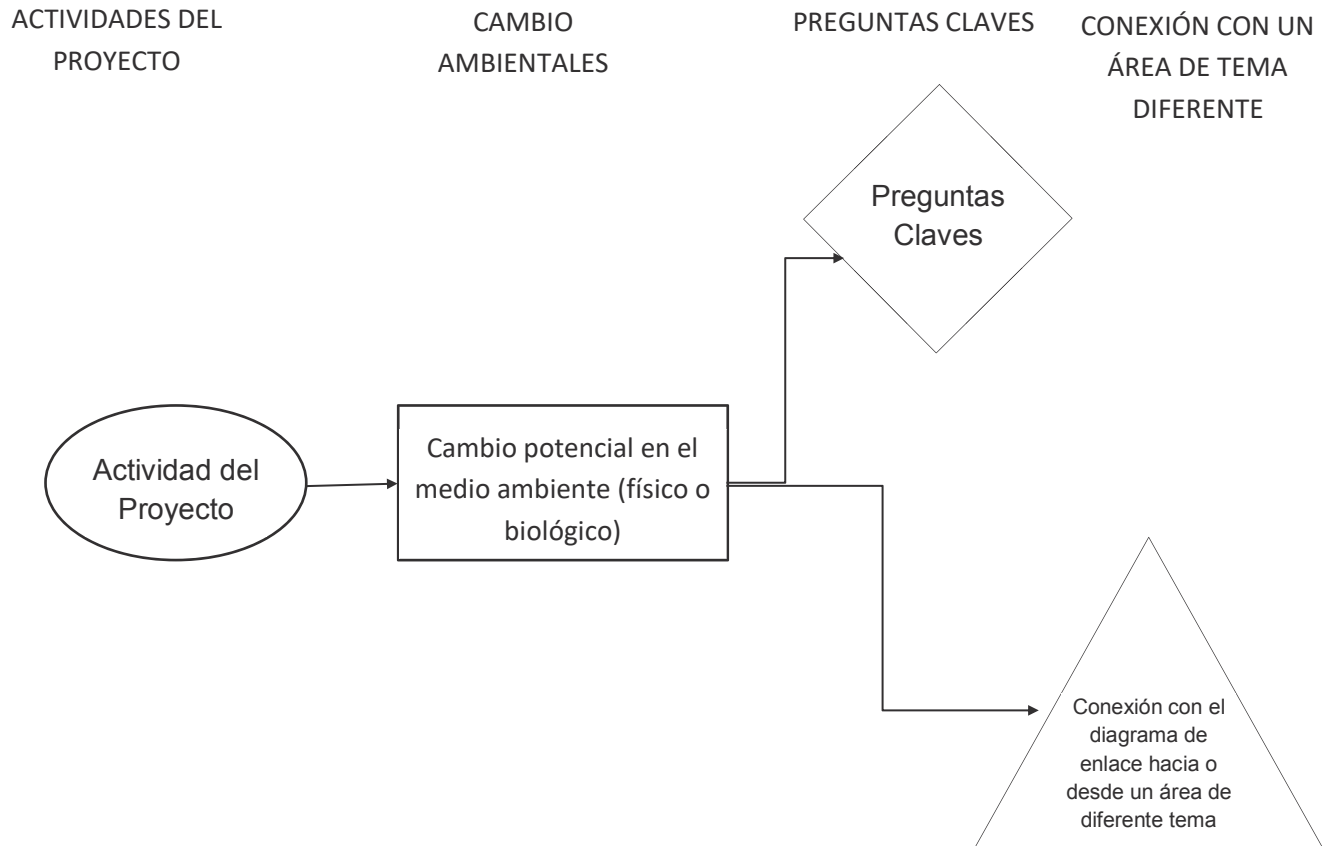 ACTIVIDADES DEL
PROYECTO
CAMBIO
AMBIENTALES
PREGUNTAS CLAVES
CONEXIÓN CON UN
ÁREA DE TEMA
DIFERENTE
Preguntas
Claves
Actividad del
Proyecto
Cambio potencial en el
medio ambiente (físico o
biológico)
Conexión con el
diagrama de
enlace hacia o
desde un área de
diferente tema